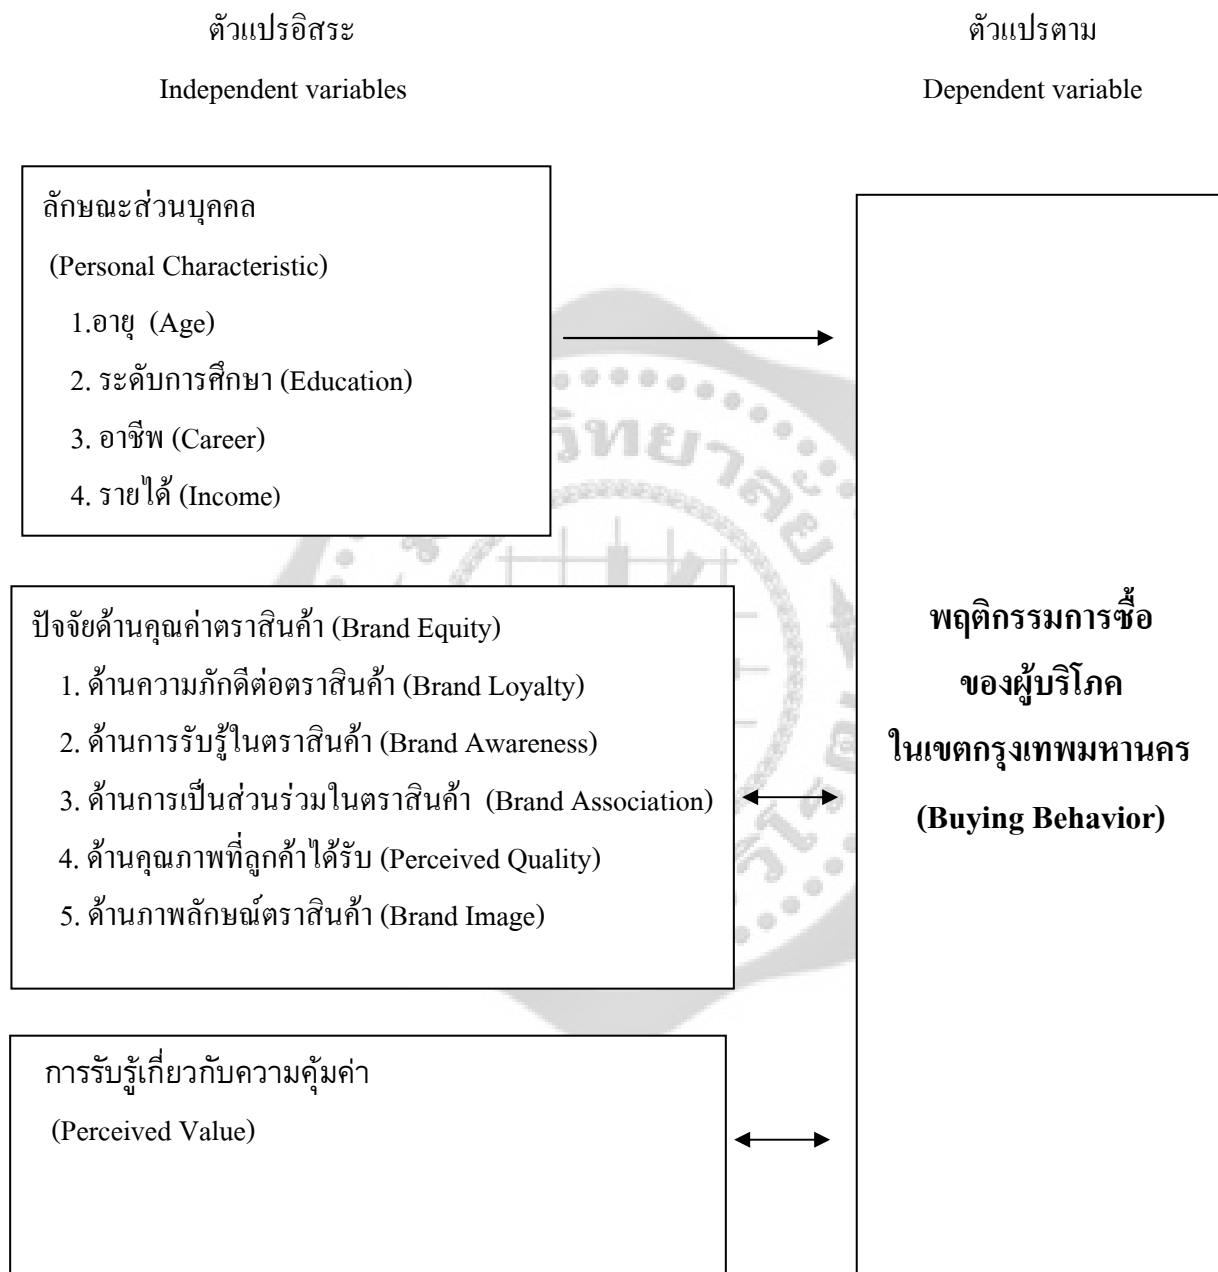 ตัวแปรอิสระ
ตัวแปรตาม
Independent variables
Dependent variable
ลักษณะส่วนบุคคล
(Personal Characteristic)
1.อายุ (Age)
2. ระดับการศึกษา (Education)
3. อาชีพ (Career)
4. รายได้ (Income)
ปัจจัยด้านคุณค่าตราสินค้า (Brand Equity)
1. ด้านความภักดีต่อตราสินค้า (Brand Loyalty)
2. ด้านการรับรู้ในตราสินค้า (Brand Awareness)
3. ด้านการเป็นส่วนร่วมในตราสินค้า (Brand Association)
4. ด้านคุณภาพที่ลูกค้าได้รับ (Perceived Quality)
5. ด้านภาพลักษณ์ตราสินค้า (Brand Image)
การรับรู้เกี่ยวกับความคุ้มค่า
(Perceived Value)
พฤติกรรมการซื้อ
ของผู้บริโภค
ในเขตกรุงเทพมหานคร
(Buying Behavior)